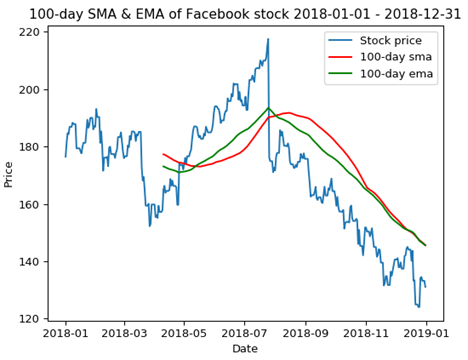 100-day SMA & EMA of Facebook stock 2018-01-01 - 2018-12-31
Stock price
100-day sma
100-day ema
Price
220
200
180
160
140
120
2018-01 2018-03 2018-05 2018-07 2018-09 2018-11 2019-01
Date